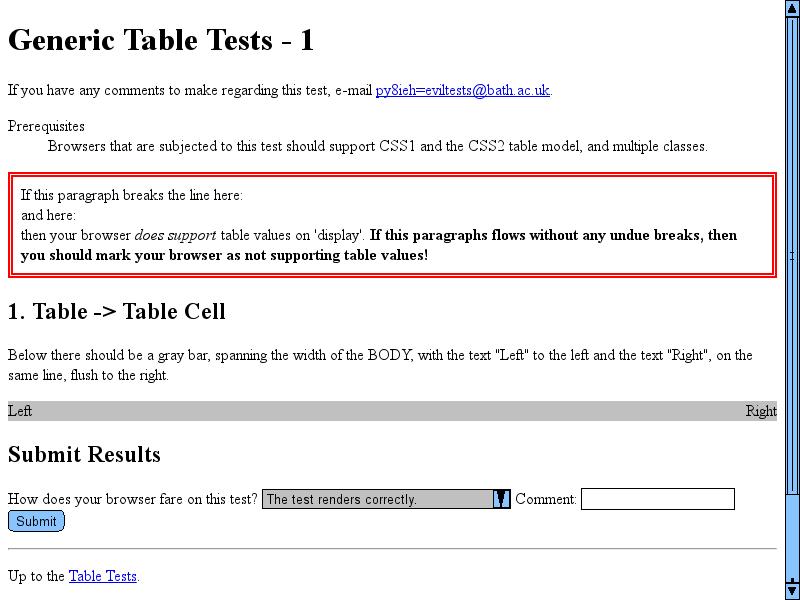 Generic Table Tests - 1
If you have any comments to make regarding this test, e-mail py8ieh=eviltests@bath.ac.uk.
Prerequisites
Browsers that are subjected to this test should support CSS1 and the CSS2 table model, and multiple classes.
If this paragraph breaks the line here:
and here:
then your browser does support table values on 'display'. If this paragraphs flows without any undue breaks, then
you should mark your browser as not supporting table values!
1. Table -> Table Cell
Below there should be a gray bar, spanning the width of the BODY, with the text "Left" to the left and the text "Right", on the
same line, flush to the right.
Left Right
Submit Results
How does your browser fare on this test? The test renders correctly. Comment:
Submit
Up to the Table Tests.